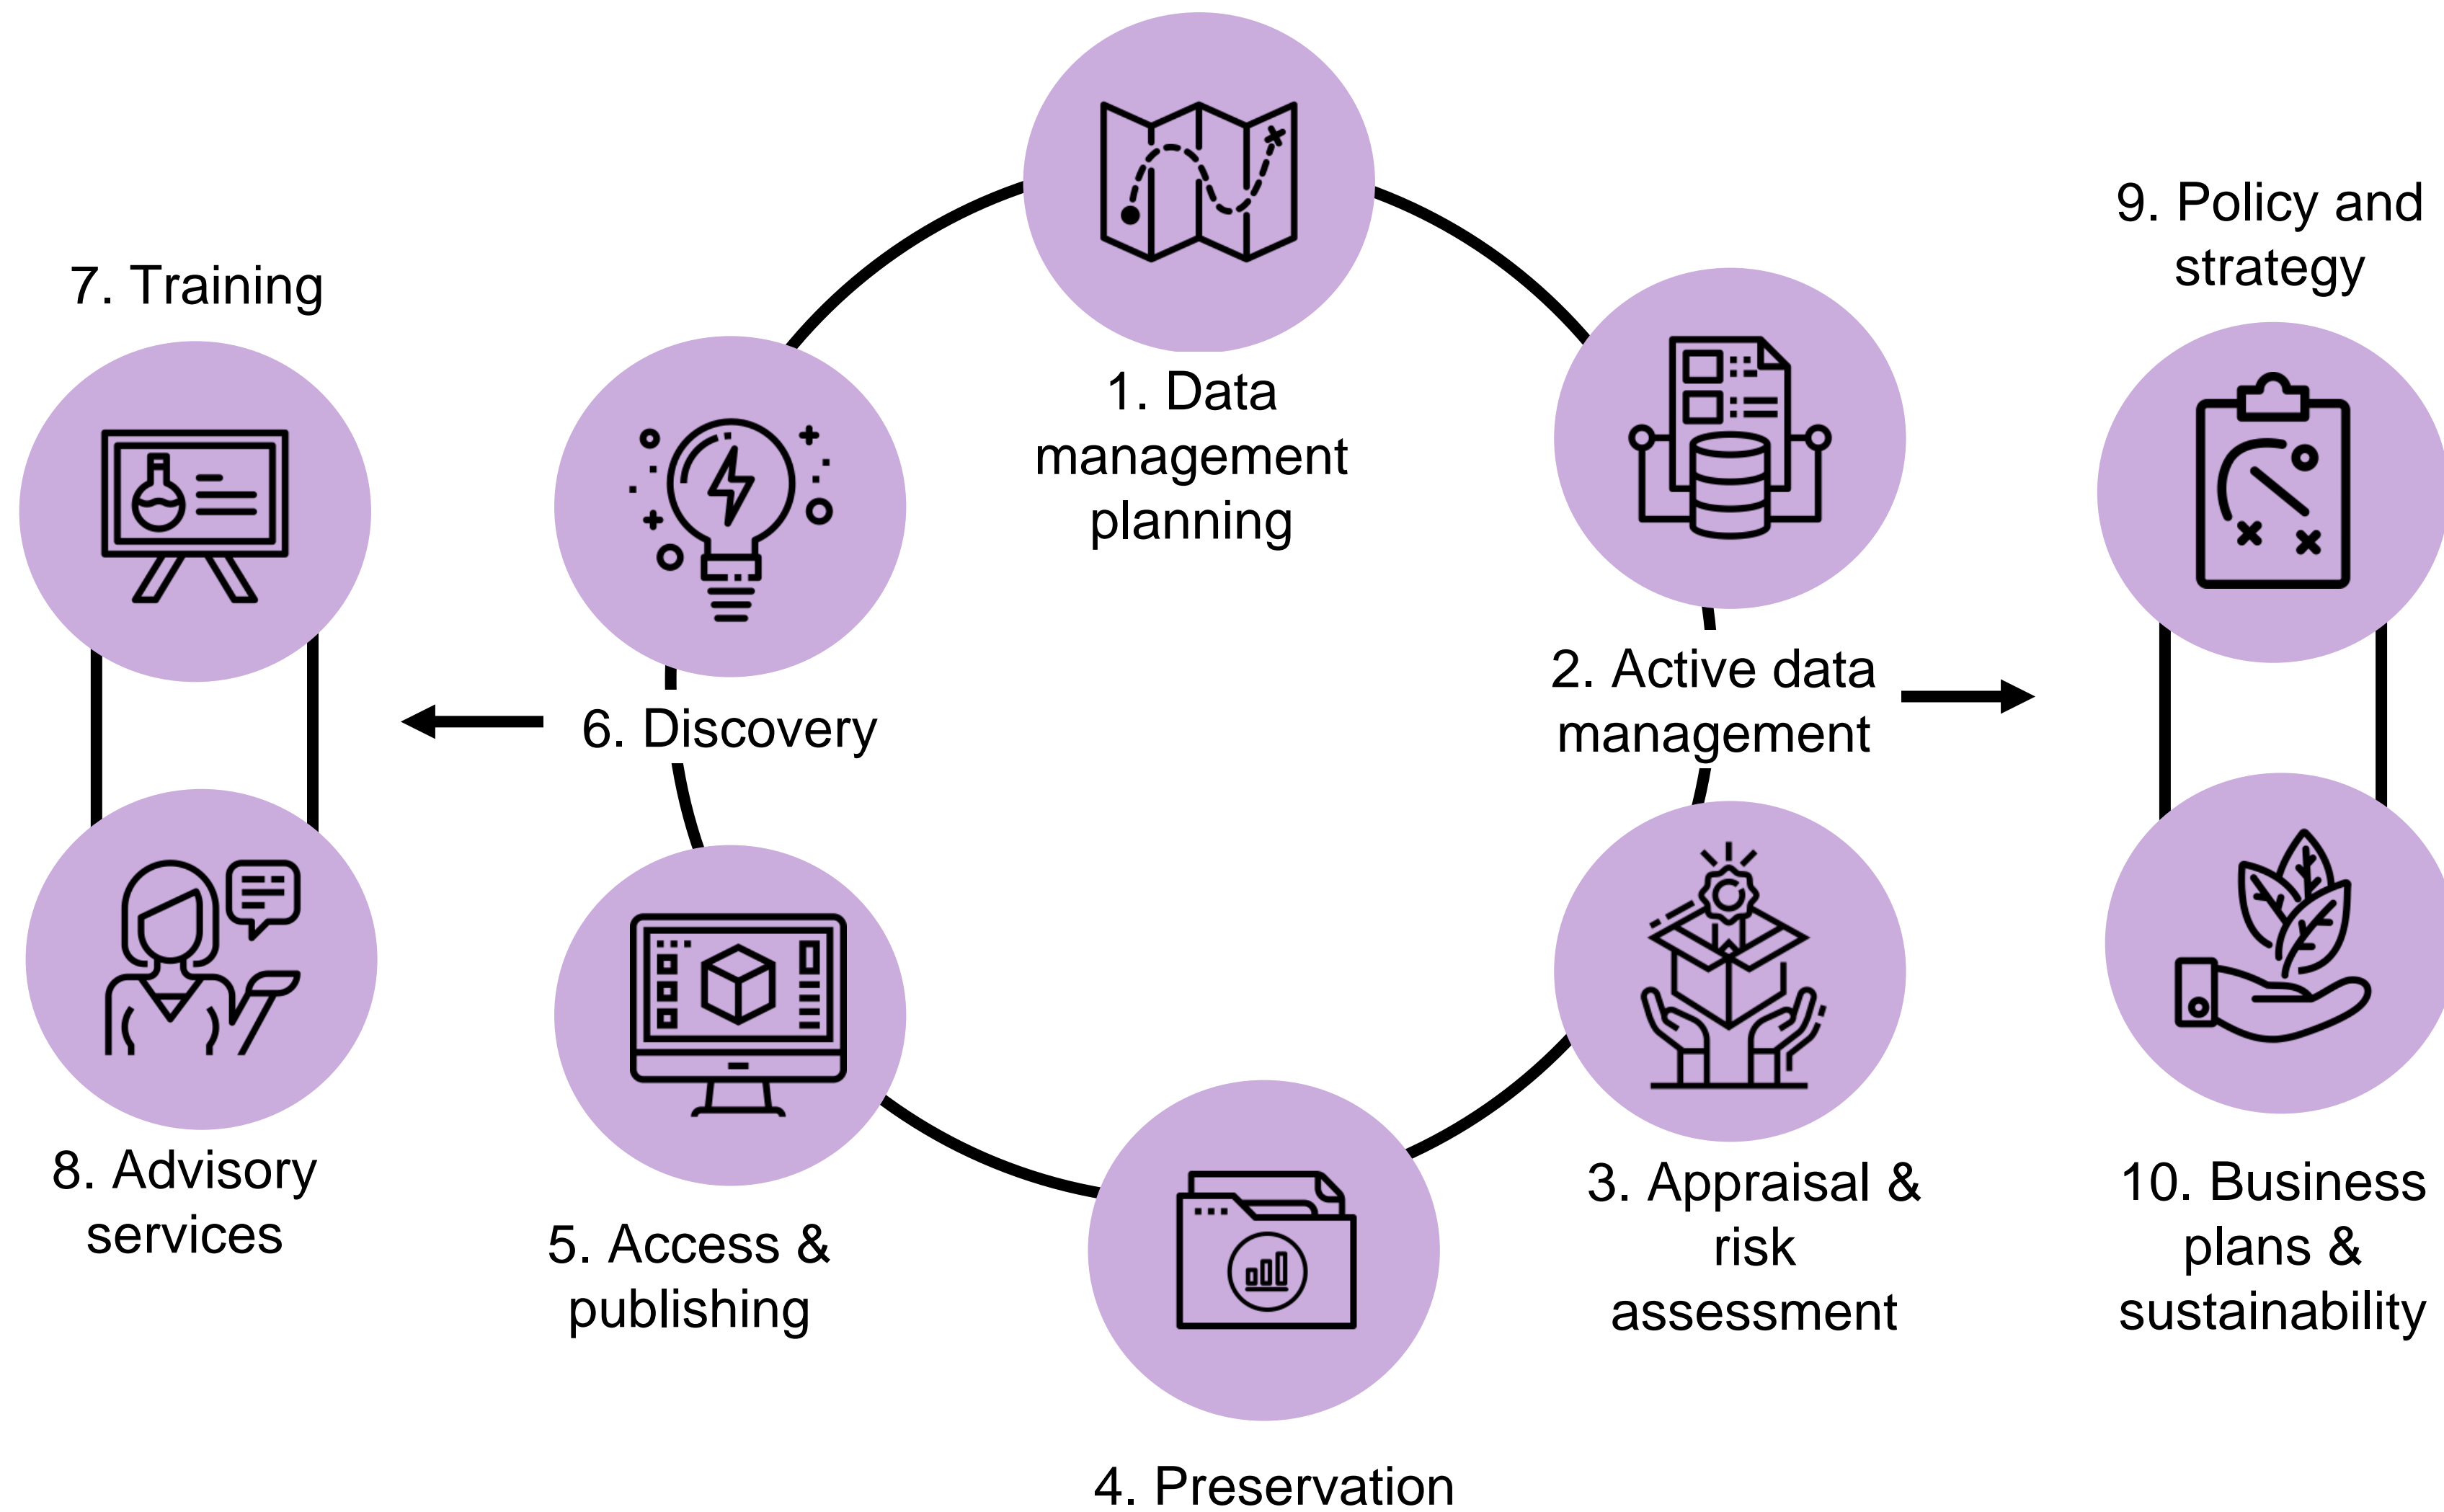 1. Data
management
planning
2. Active data
management
3. Appraisal &
risk
assessment
4. Preservation
5. Access &
publishing
6. Discovery
7. Training
8. Advisory
services
9. Policy and
strategy
10. Business
plans &
sustainability